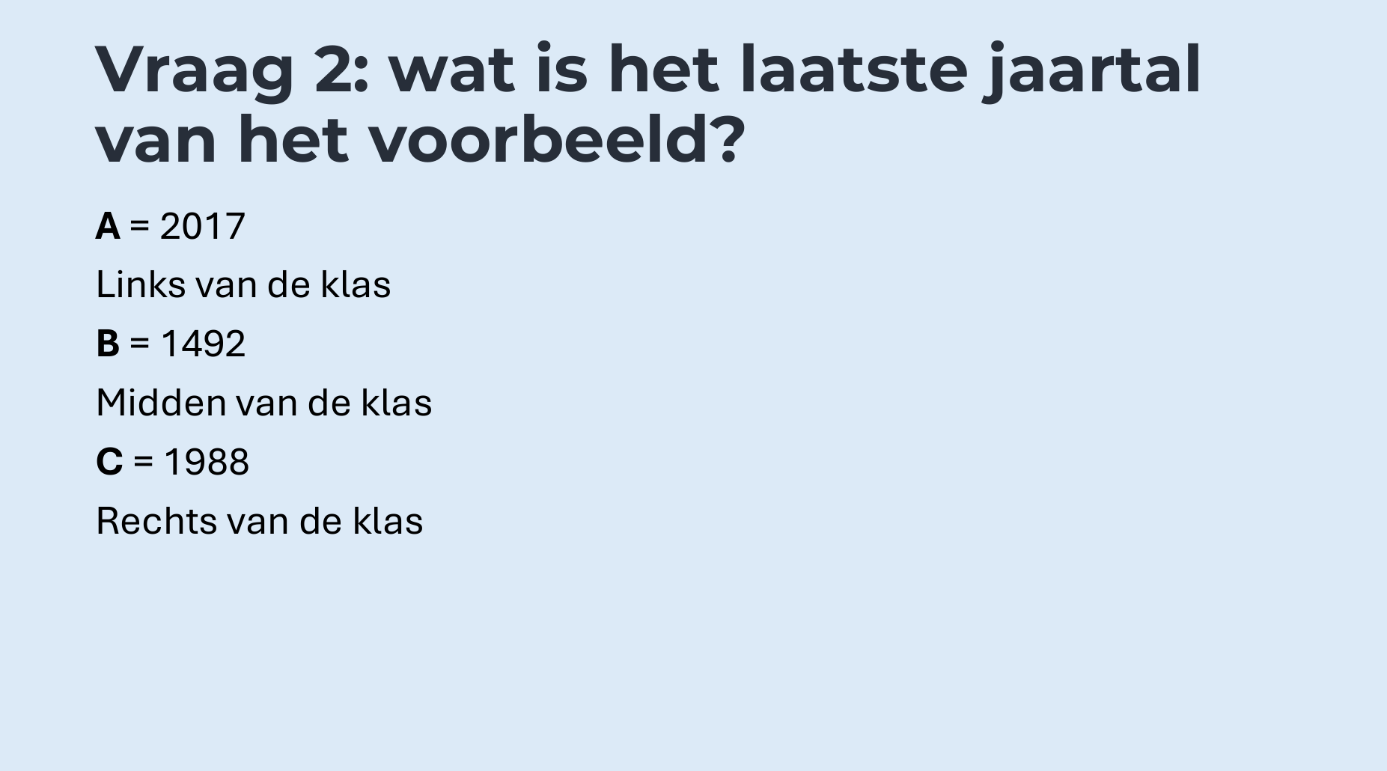 Vraag 2: wat is het laatste jaartal
van het voorbeeld?
A = 2017
Links van de klas
B = 1492
Midden van de klas
C = 1988
Rechts van de klas